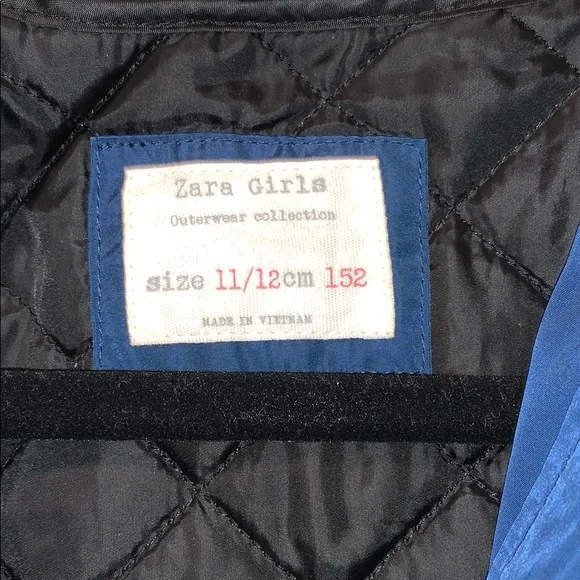 Zara Girls
Outerwear collection
size 11/12cm 152
MADE IN VIETNAM